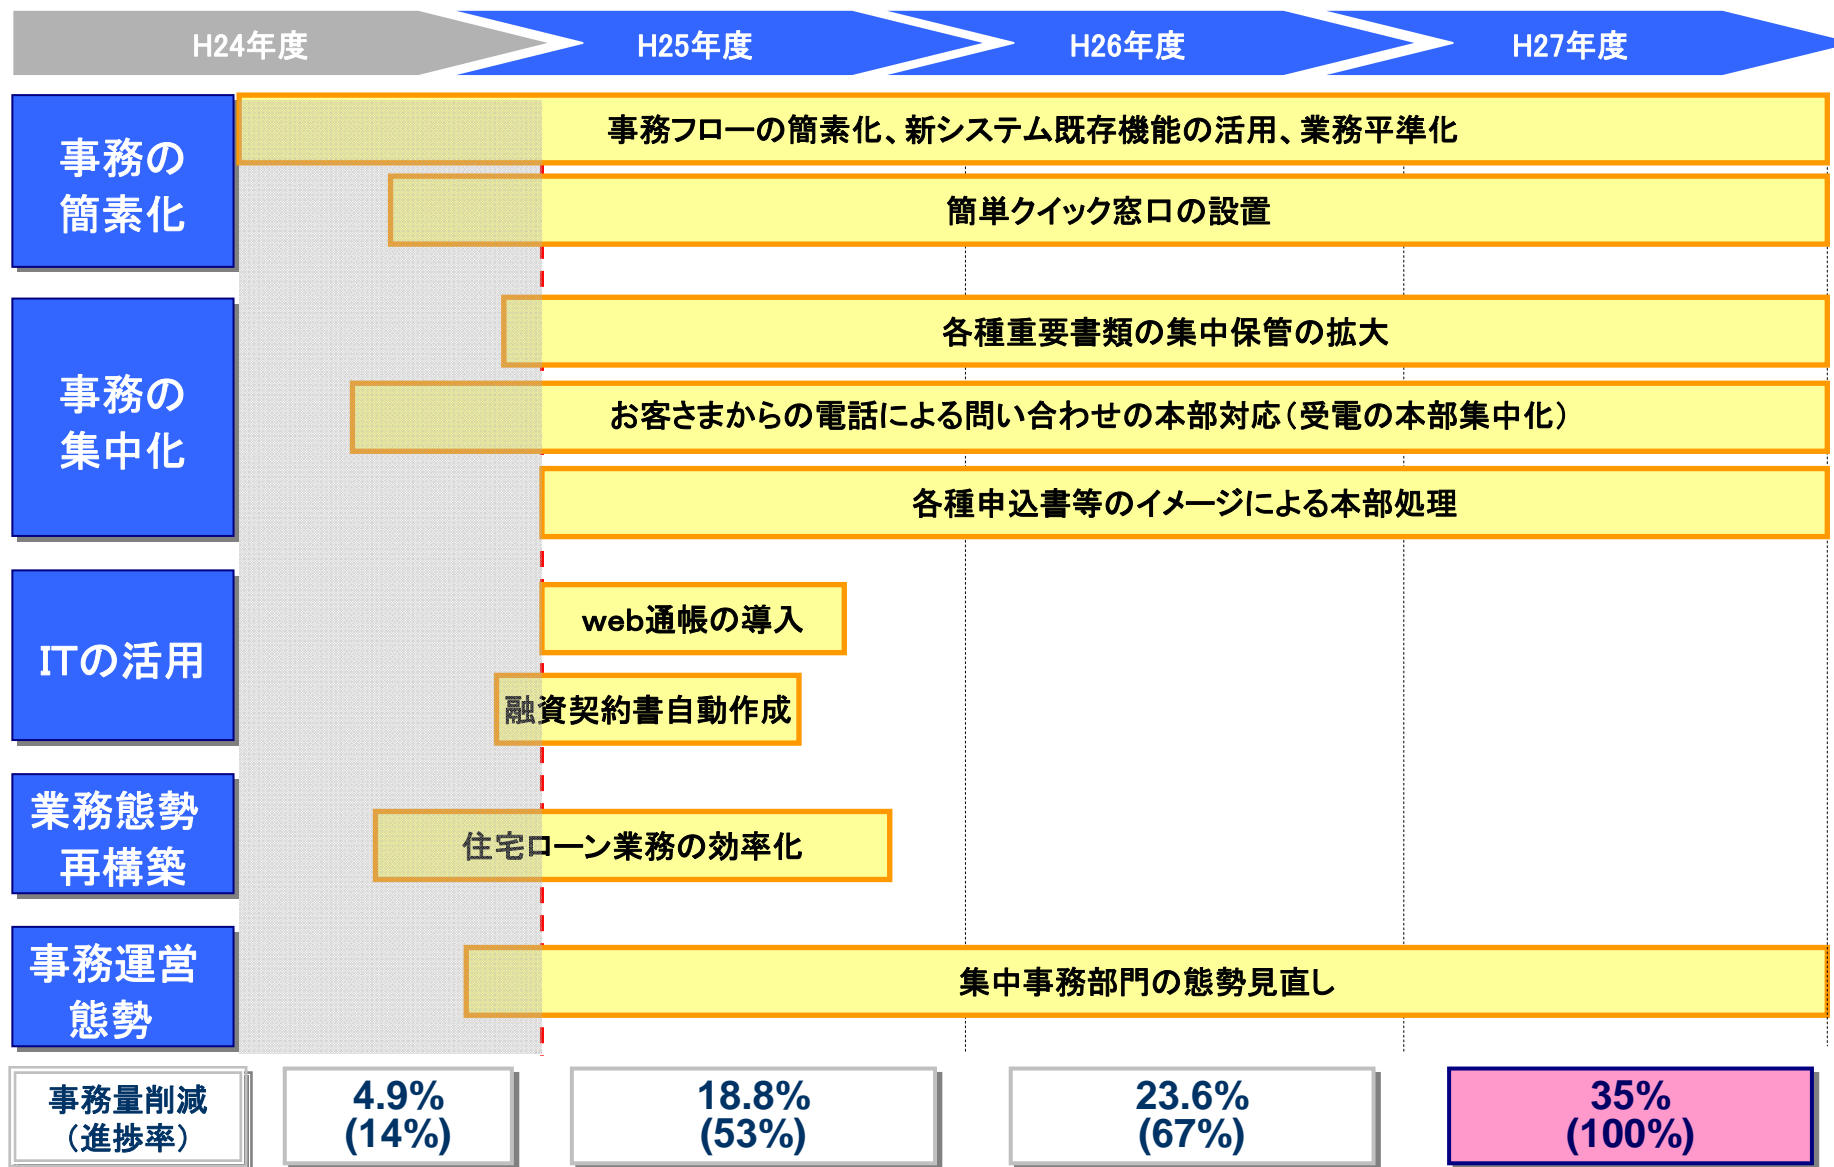 H24年度
H25年度
H26年度
H27年度
事務の
簡素化
事務フローの簡素化、新システム既存機能の活用、業務平準化
簡単クイック窓口の設置
事務の
集中化
各種重要書類の集中保管の拡大
お客さまからの電話による問い合わせの本部対応(受電の本部集中化)
各種申込書等のイメージによる本部処理
ITの活用
web通帳の導入
融資契約書自動作成
業務態勢
再構築
住宅ローン業務の効率化
事務運営
態勢
集中事務部門の態勢見直し
事務量削減
(進捗率)
4.9%
(14%)
18.8%
(53%)
23.6%
(67%)
35%
(100%)